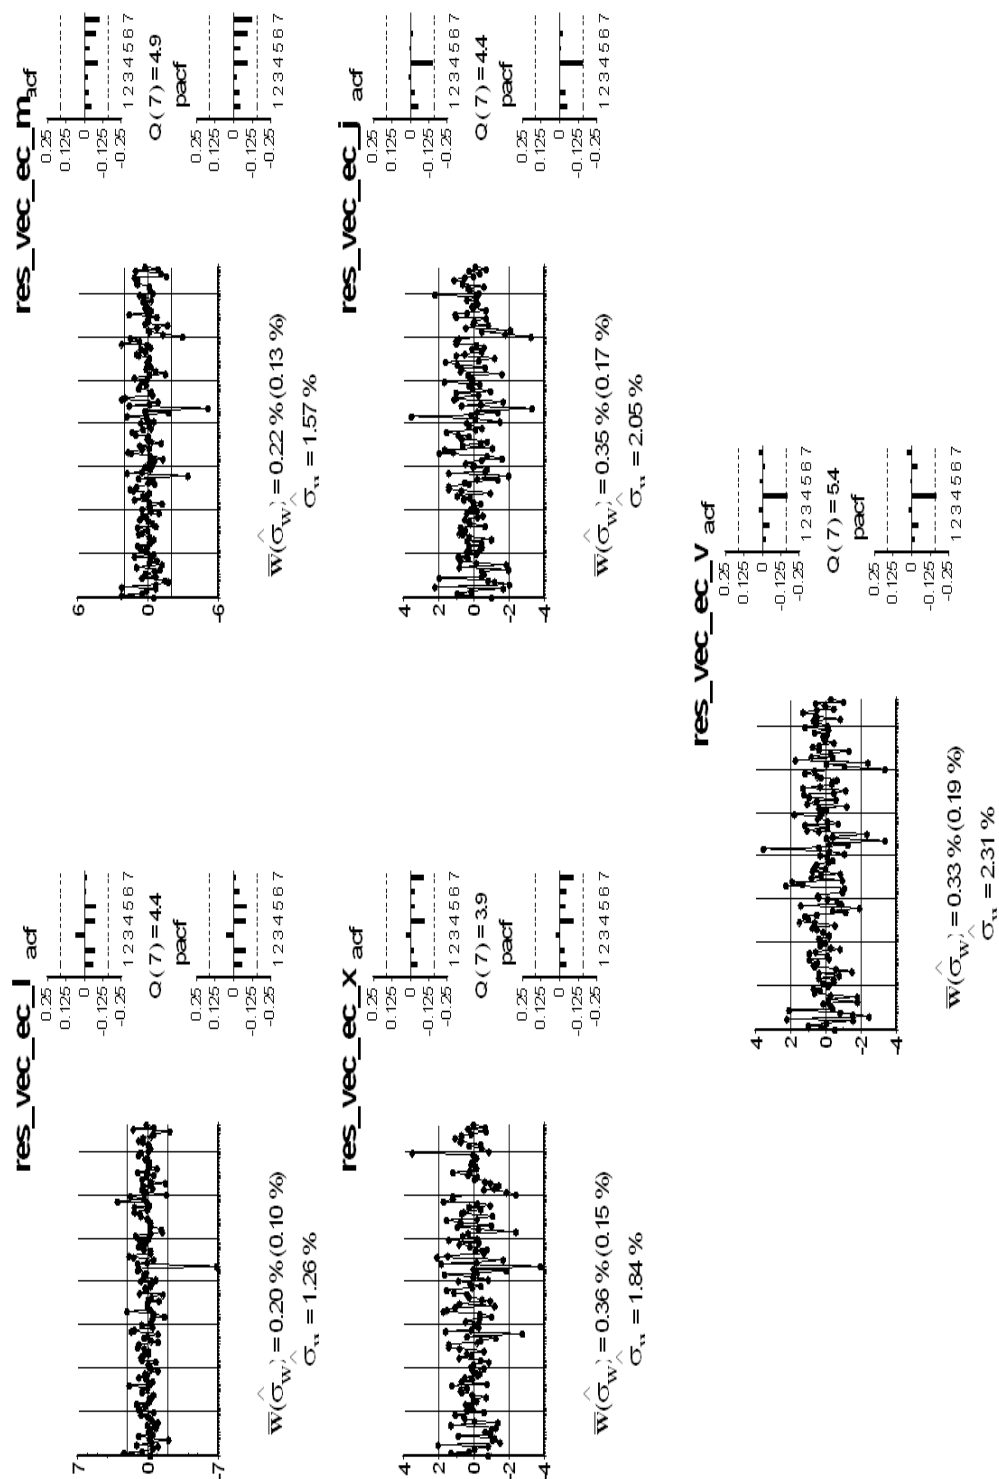 res_vec_ec_l
7
0
-7
w̄(σ̂w̄) = 0.20 % (0.10 %)
σ̂w = 1.26 %
acf
0.25
0.125
0
-0.125
-0.25
1 2 3 4 5 6 7
Q(7) = 4.4
pacf
0.25
0.125
0
-0.125
-0.25
1 2 3 4 5 6 7
res_vec_ec_m
6
0
-6
w̄(σ̂w̄) = 0.22 % (0.13 %)
σ̂w = 1.57 %
acf
0.25
0.125
0
-0.125
-0.25
1 2 3 4 5 6 7
Q(7) = 4.9
pacf
0.25
0.125
0
-0.125
-0.25
1 2 3 4 5 6 7
res_vec_ec_x
4
2
0
-2
-4
w̄(σ̂w̄) = 0.36 % (0.15 %)
σ̂w = 1.84 %
acf
0.25
0.125
0
-0.125
-0.25
1 2 3 4 5 6 7
Q(7) = 3.9
pacf
0.25
0.125
0
-0.125
-0.25
1 2 3 4 5 6 7
res_vec_ec_j
4
2
0
-2
-4
w̄(σ̂w̄) = 0.35 % (0.17 %)
σ̂w = 2.05 %
acf
0.25
0.125
0
-0.125
-0.25
1 2 3 4 5 6 7
Q(7) = 4.4
pacf
0.25
0.125
0
-0.125
-0.25
1 2 3 4 5 6 7
res_vec_ec_v
4
2
0
-2
-4
w̄(σ̂w̄) = 0.33 % (0.19 %)
σ̂w = 2.31 %
acf
0.25
0.125
0
-0.125
-0.25
1 2 3 4 5 6 7
Q(7) = 5.4
pacf
0.25
0.125
0
-0.125
-0.25
1 2 3 4 5 6 7